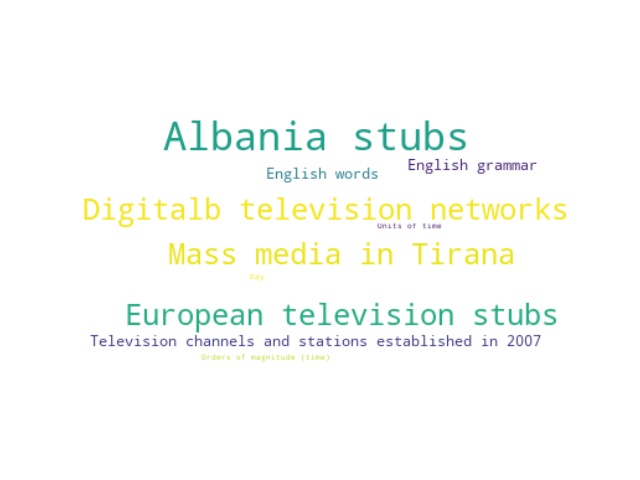 Albania stubs
English grammar
English words
Digitalb television networks
Units of time
Mass media in Tirana
Day
European television stubs
Television channels and stations established in 2007
Orders of magnitude (time)